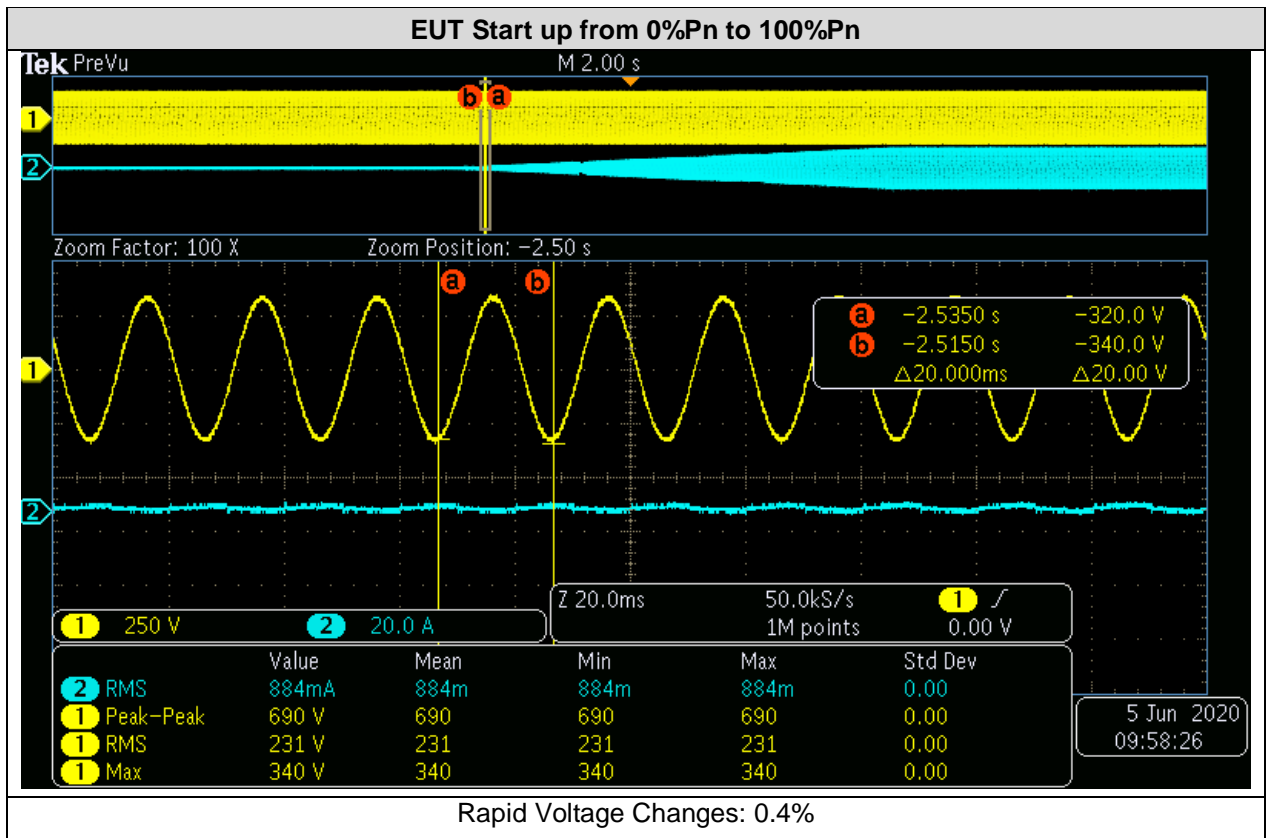 EUT Start up from 0%Pn to 100%Pn
Tek PreVu M 2.00 s
b a
1
2
Zoom Factor: 100 X Zoom Position: −2.50 s
a b
a −2.5350 s −320.0 V
b −2.5150 s −340.0 V
△20.000ms △20.00 V
1
2
1 250 V 2 20.0 A
Z 20.0ms 50.0kS/s 1
1M points 0.00 V
Value Mean Min Max Std Dev
2 RMS 884mA 884m 884m 884m 0.00
1 Peak−Peak 690 V 690 690 690 0.00
1 RMS 231 V 231 231 231 0.00
1 Max 340 V 340 340 340 0.00
5 Jun 2020
09:58:26
Rapid Voltage Changes: 0.4%